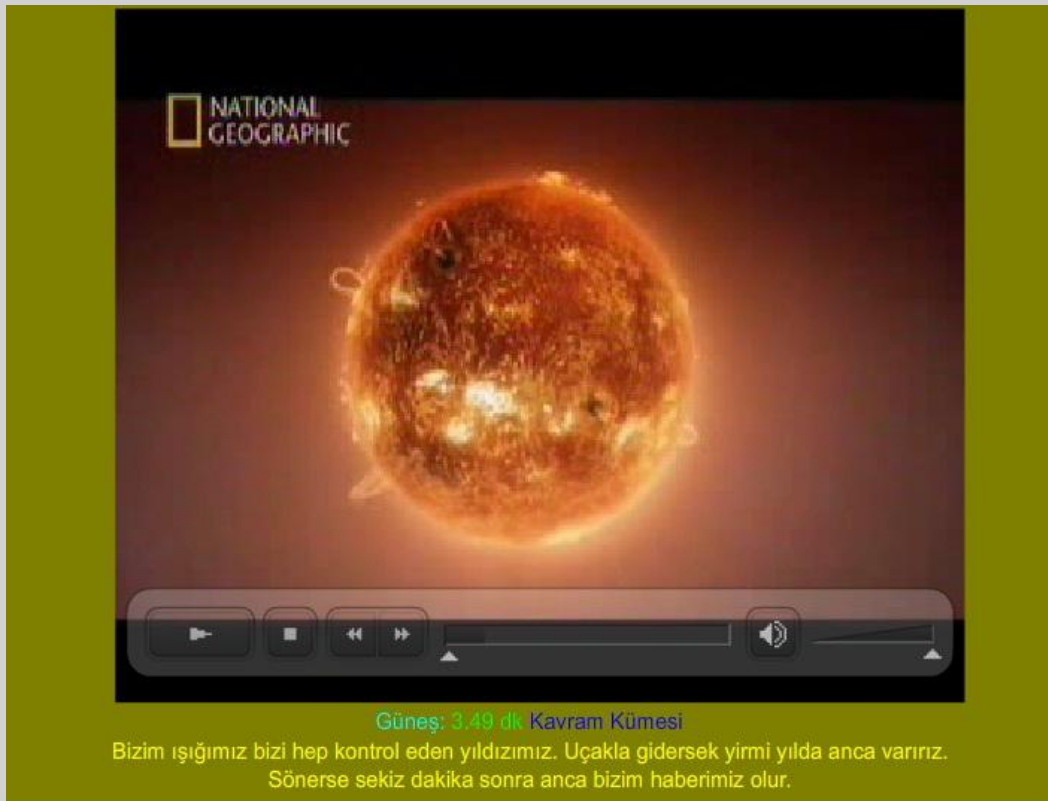 NATIONAL
GEOGRAPHIC
Güneş: 3.49 dk Kavram Kümesi
Bizim ışığımız bizi hep kontrol eden yıldızımız. Uçakla gidersek yirmi yılda anca varırız.
Sönerse sekiz dakika sonra anca bizim haberimiz olur.